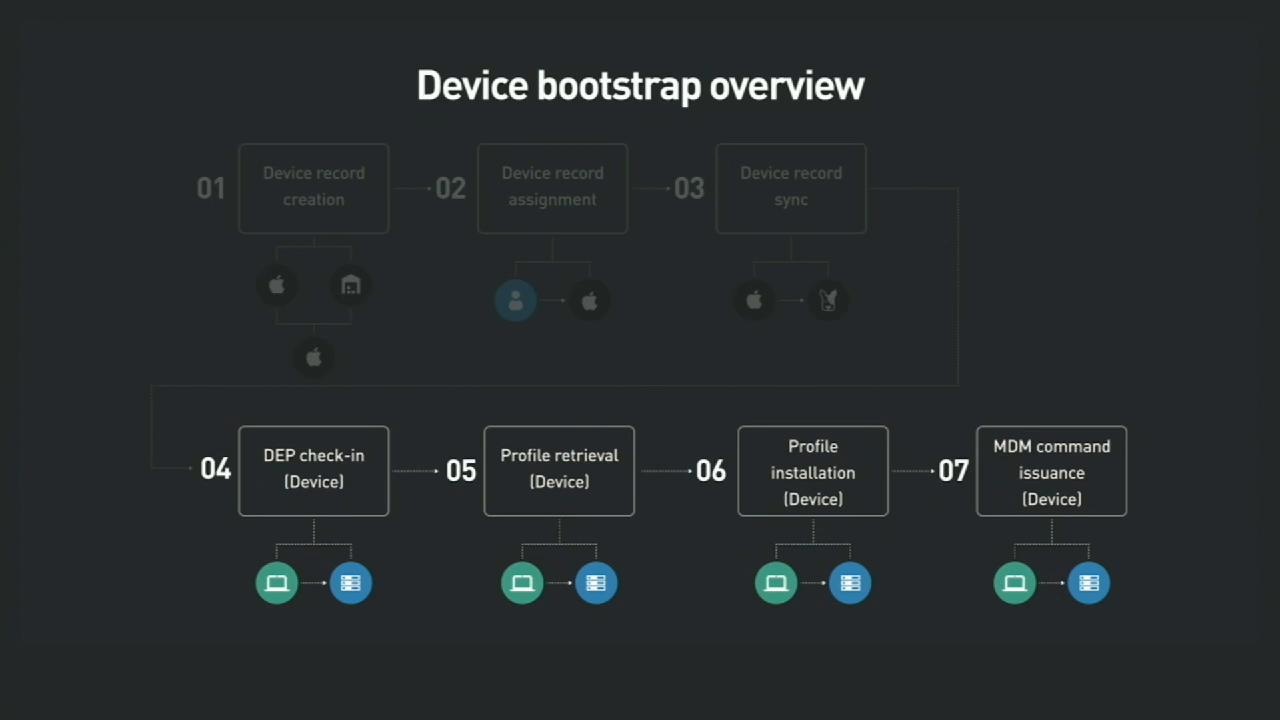 Device bootstrap overview
01
Device record
creation
02
Device record
assignment
03
Device record
sync
04
DEP check-in
(Device)
05
Profile retrieval
(Device)
06
Profile
installation
(Device)
07
MDM command
issuance
(Device)